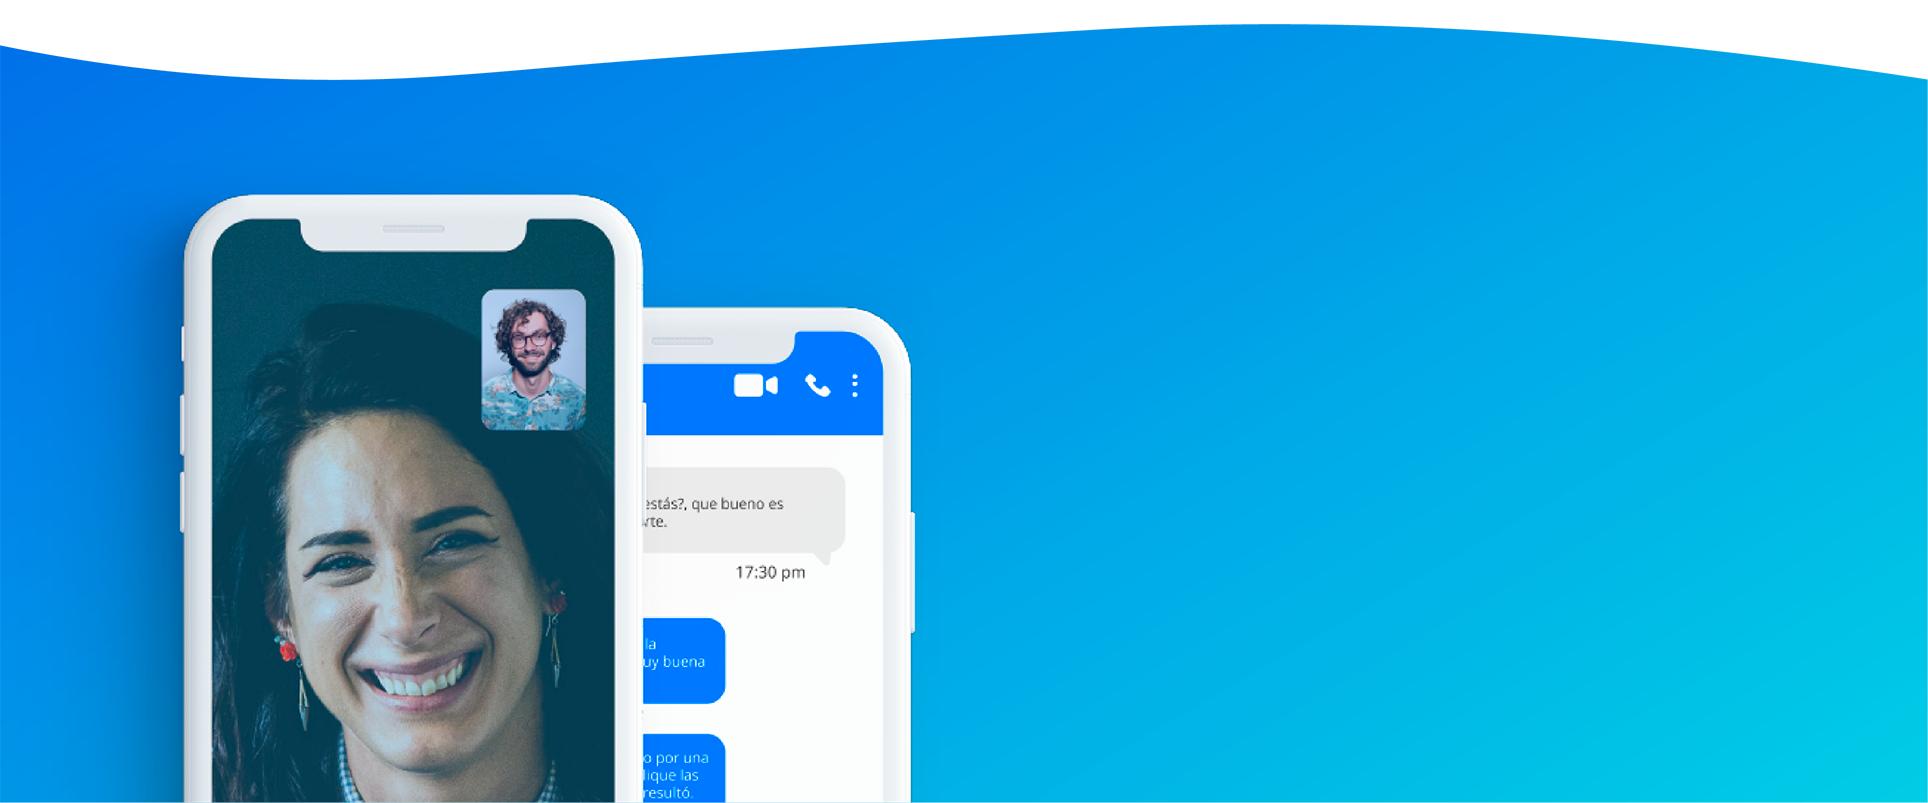 estás?, que bueno es
rte.
17:30 pm
la
uy buena
o por una
lique las
resultó.